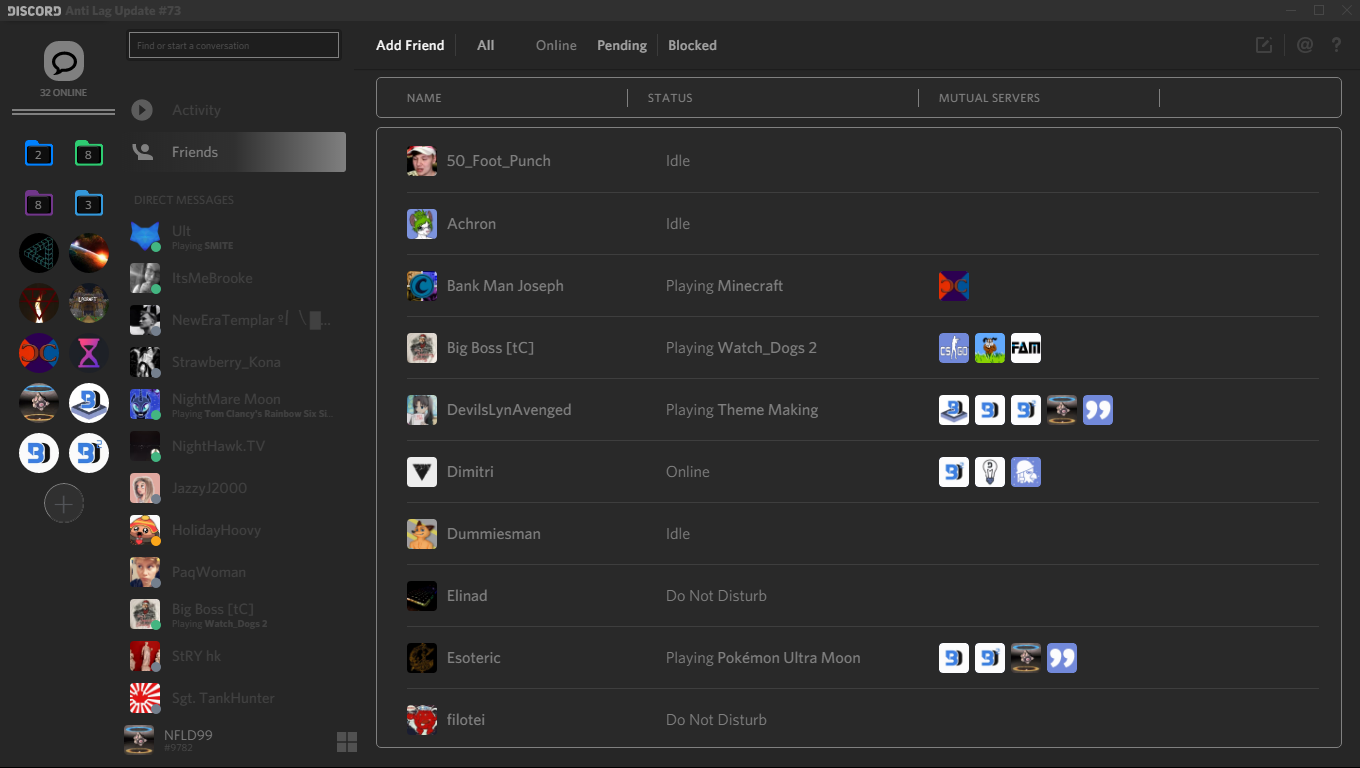 DISCORD Anti Lag Update #73
32 ONLINE
2
8
8
3
Find or start a conversation
Activity
Friends
DIRECT MESSAGES
Ult
Playing SMITE
ItsMeBrooke
NewEraTemplar
Strawberry_Kona
NightMare Moon
Playing Tom Clancy's Rainbow Six Si...
NightHawk.TV
JazzyJ2000
HolidayHoovy
PaqWoman
Big Boss [tC]
Playing Watch_Dogs 2
StRY hk
Sgt. TankHunter
NFLD99
#9782
Add Friend All Online Pending Blocked @ ?
NAME STATUS MUTUAL SERVERS
50_Foot_Punch Idle
Achron Idle
Bank Man Joseph Playing Minecraft
Big Boss [tC] Playing Watch_Dogs 2 CS GO FAM
DevilsLynAvenged Playing Theme Making
Dimitri Online
Dummiesman Idle
Elinad Do Not Disturb
Esoteric Playing Pokémon Ultra Moon
filotei Do Not Disturb